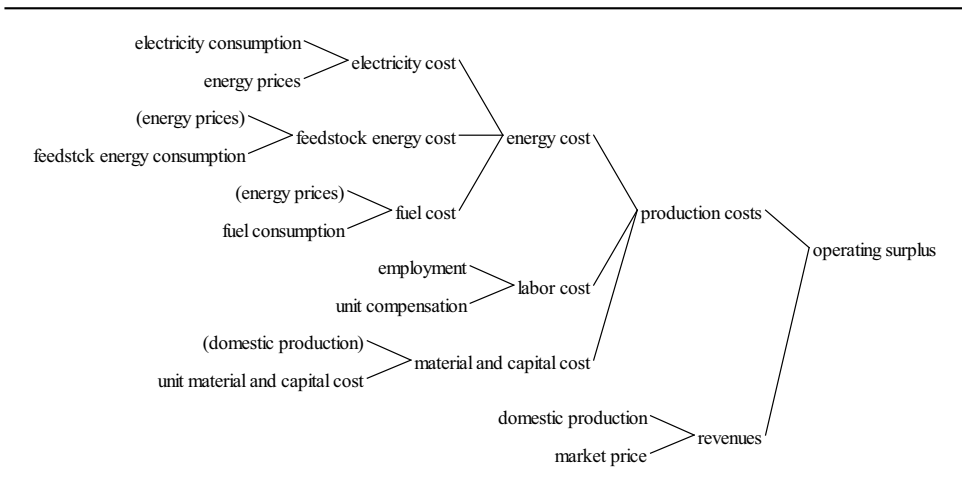 electricity consumption
electricity cost
energy prices
(energy prices)
feedstock energy cost
energy cost
feedstck energy consumption
(energy prices)
fuel cost
production costs
fuel consumption
operating surplus
employment
labor cost
unit compensation
(domestic production)
material and capital cost
unit material and capital cost
domestic production
revenues
market price